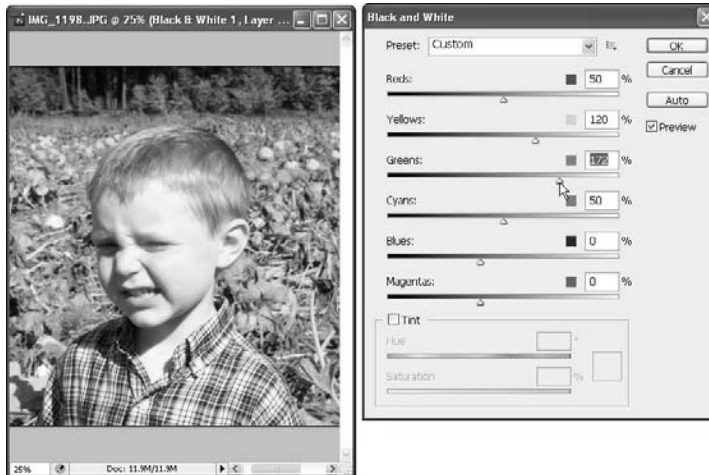 IMG_1198.JPG @ 25% (Black & White 1, Layer ...
25%
Doc: 11.9M/11.9M
Black and White
Preset: Custom
OK
Reds: 50 %
Cancel
Auto
Yellows: 120 %
Preview
Greens: 172 %
Cyans: 50 %
Blues: 0 %
Magentas: 0 %
Tint
Hue °
Saturation %